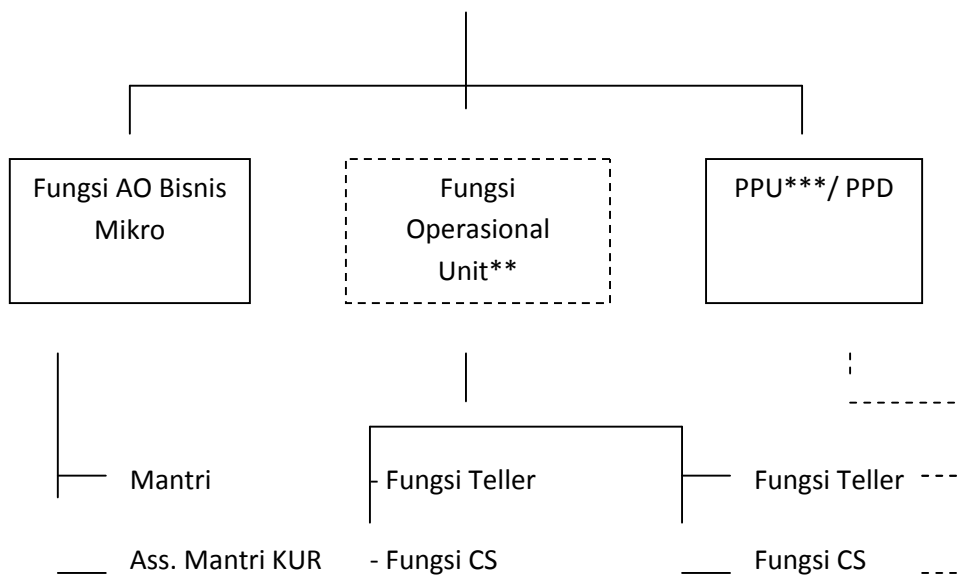 Fungsi AO Bisnis
Mikro
Fungsi
Operasional
Unit**
PPU***/ PPD
Mantri
- Fungsi Teller
Fungsi Teller
Ass. Mantri KUR
- Fungsi CS
Fungsi CS